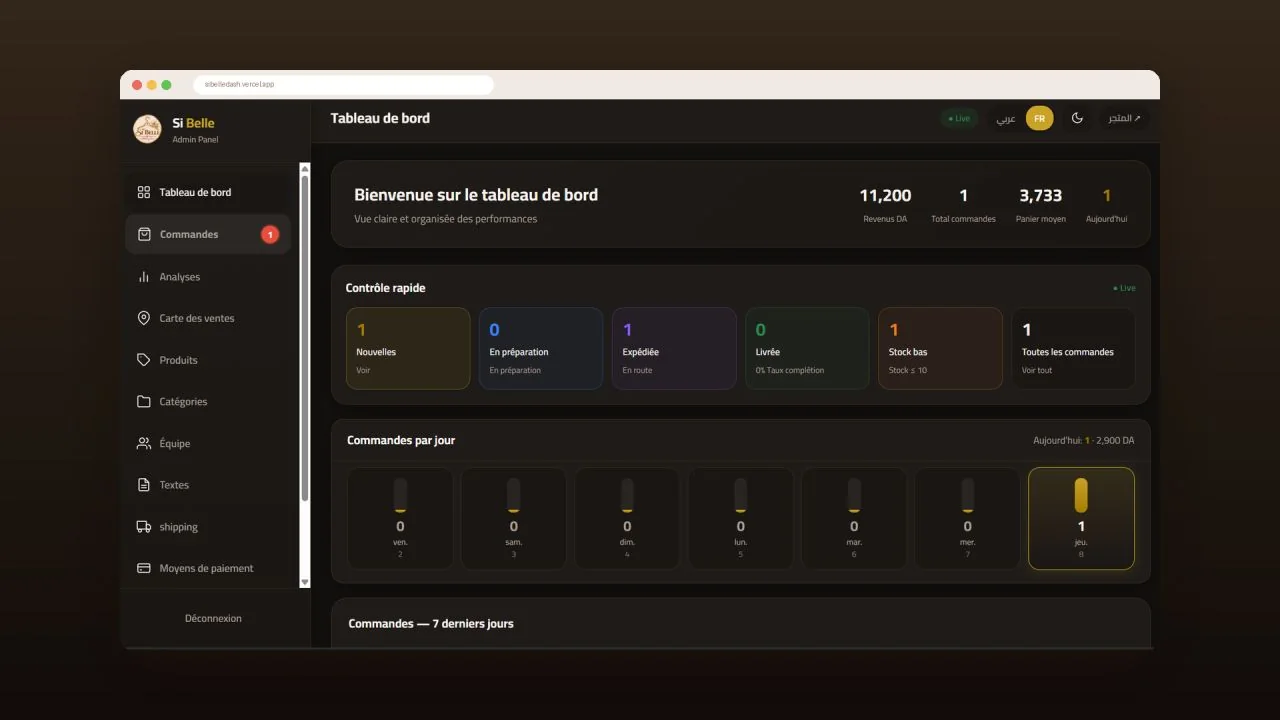 sibelledash.vercel.app
Si Belle
Admin Panel
Tableau de bord
Commandes
1
Analyses
Carte des ventes
Produits
Catégories
Équipe
Textes
shipping
Moyens de paiement
Déconnexion
Tableau de bord
Live
عربي
FR
المتجر ↗
Bienvenue sur le tableau de bord
Vue claire et organisée des performances
11,200
Revenus DA
1
Total commandes
3,733
Panier moyen
1
Aujourd'hui
Contrôle rapide
Live
1
Nouvelles
Voir
0
En préparation
En préparation
1
Expédiée
En route
0
Livrée
0% Taux complétion
1
Stock bas
Stock ≤ 10
1
Toutes les commandes
Voir tout
Commandes par jour
Aujourd'hui: 1 · 2,900 DA
0
ven.
2
0
sam.
3
0
dim.
4
0
lun.
5
0
mar.
6
0
mer.
7
1
jeu.
8
Commandes — 7 derniers jours